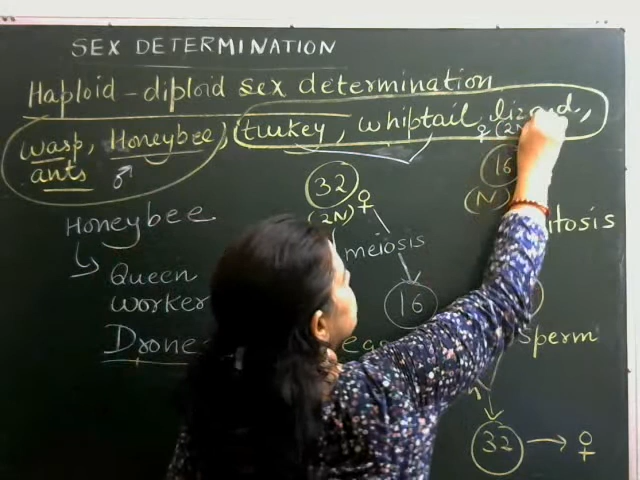 SEX DETERMINATION
Haploid - diploid sex determination
wasp, Honeybee, turkey, whiptail lizard,
ants ♂ ♀ (2N
32 ♀ 16
(2N) (N)
Honeybee meiosis itosis
Queen
worker 16
Drone sperm
32 → ♀